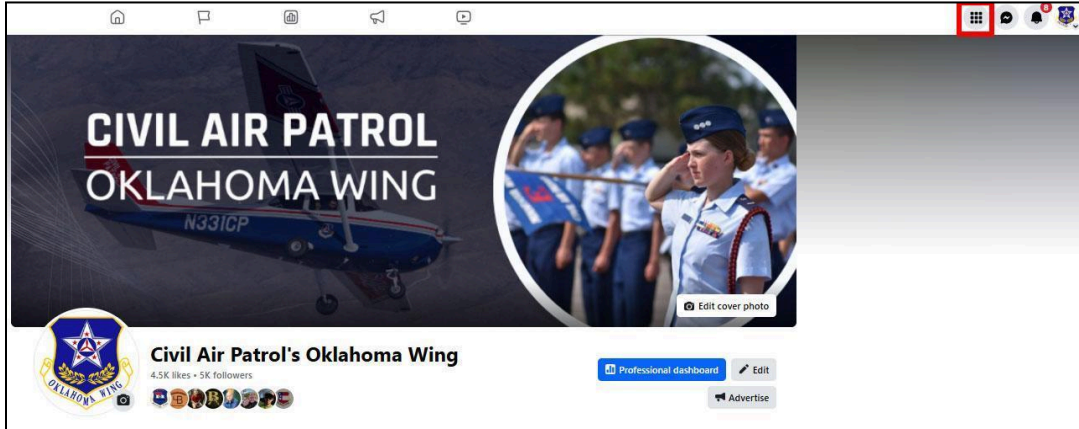 8
CIVIL AIR PATROL
OKLAHOMA WING
N331CP
Edit cover photo
Civil Air Patrol's Oklahoma Wing
4.5K likes • 5K followers
OKLAHOMA WING
Professional dashboard
Edit
Advertise